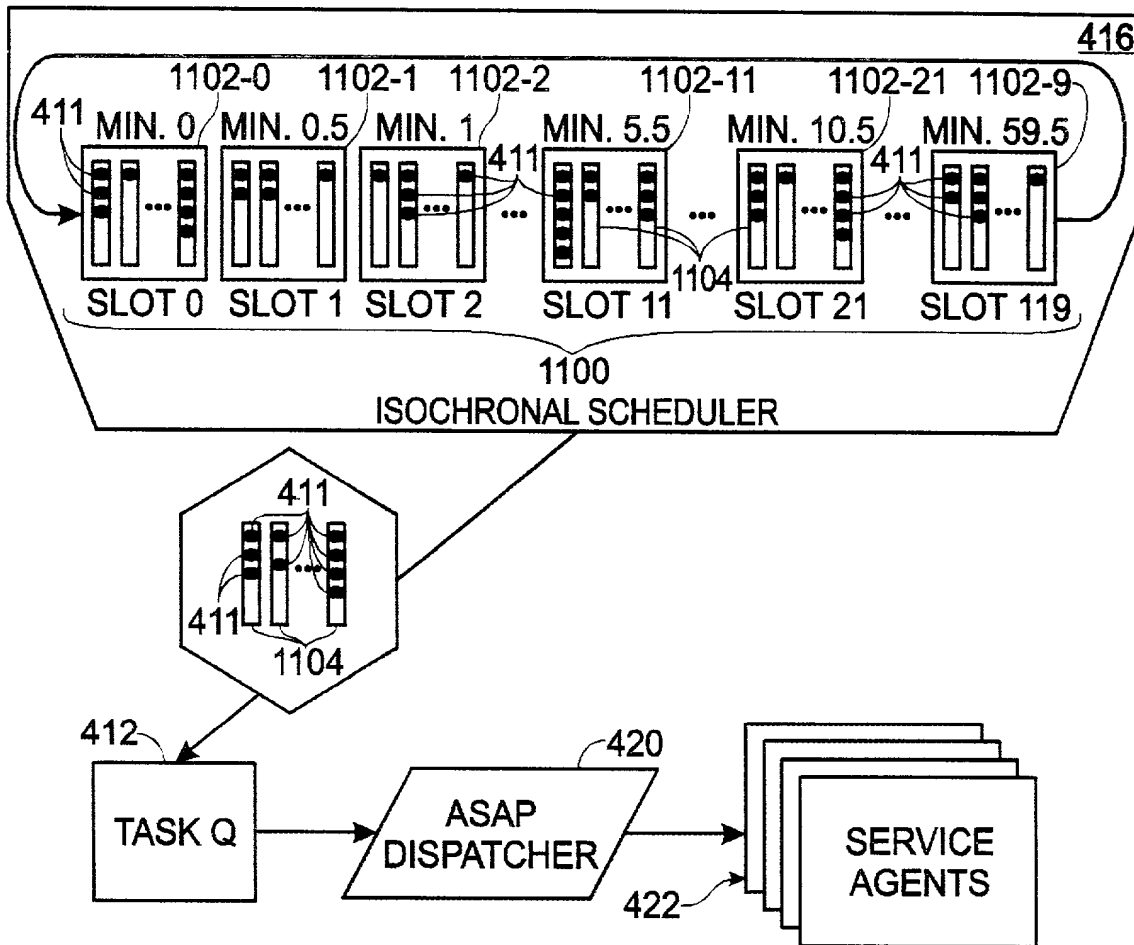 416
1102-0 1102-1 1102-2 1102-11 1102-21 1102-9
411 MIN. 0 MIN. 0.5 MIN. 1 MIN. 5.5 MIN. 10.5 MIN. 59.5
411 411
1104
SLOT 0 SLOT 1 SLOT 2 SLOT 11 SLOT 21 SLOT 119
1100
ISOCHRONAL SCHEDULER
411
411
1104
412 420
TASK Q
ASAP
DISPATCHER
SERVICE
AGENTS
422